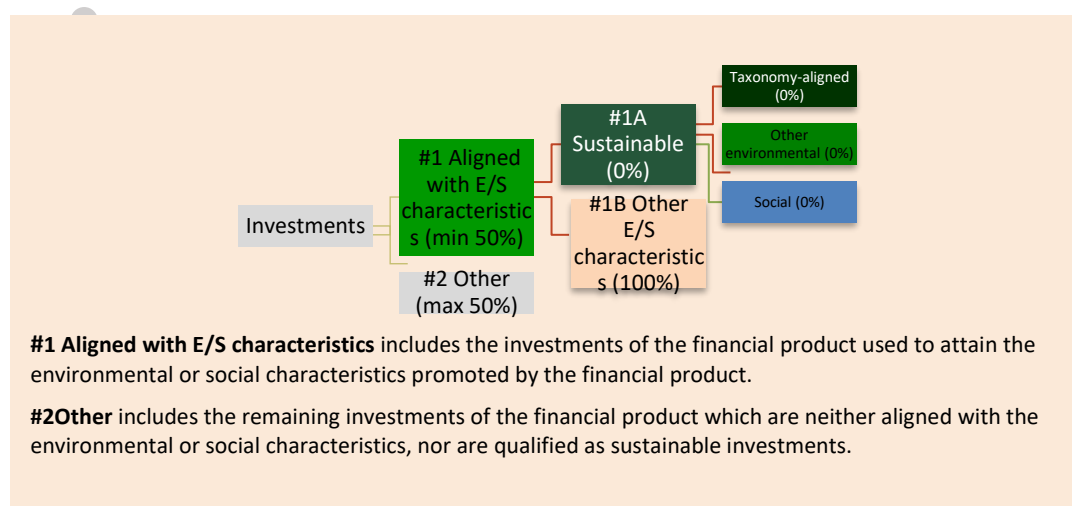 Investments
#1 Aligned
with E/S
characteristic
s (min 50%)
#2 Other
(max 50%)
#1A
Sustainable
(0%)
#1B Other
E/S
characteristic
s (100%)
Taxonomy-aligned
(0%)
Other
environmental (0%)
Social (0%)
#1 Aligned with E/S characteristics includes the investments of the financial product used to attain the
environmental or social characteristics promoted by the financial product.
#2Other includes the remaining investments of the financial product which are neither aligned with the
environmental or social characteristics, nor are qualified as sustainable investments.